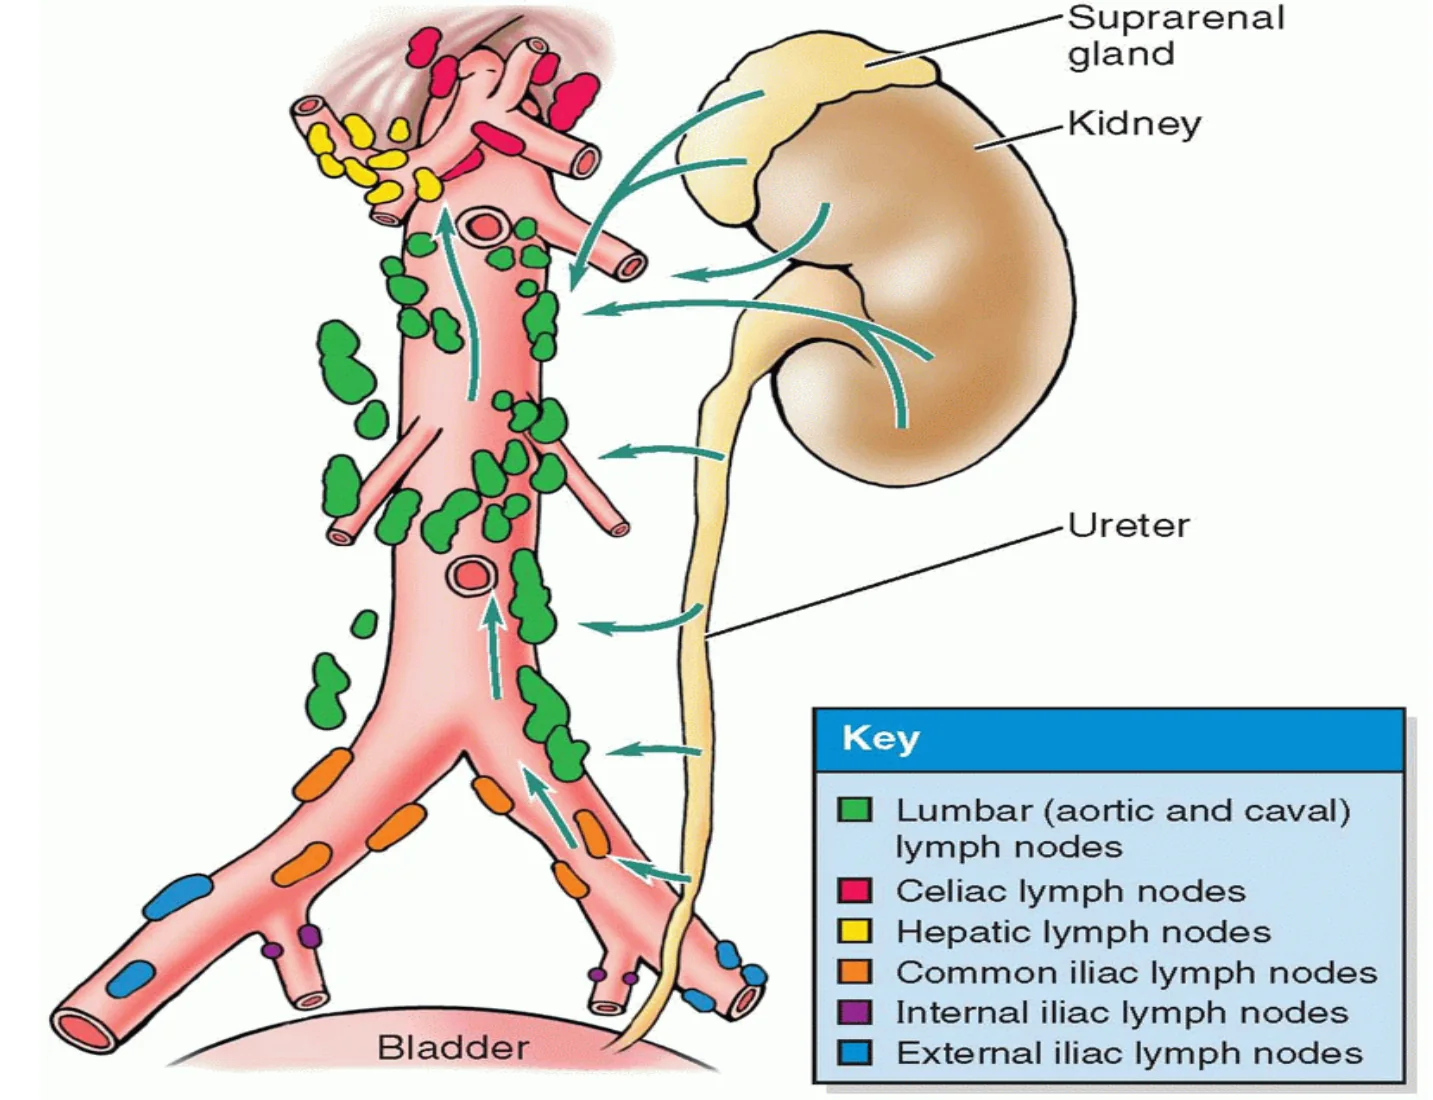 Suprarenal
gland
Kidney
Ureter
Bladder
Key
Lumbar (aortic and caval)
lymph nodes
Celiac lymph nodes
Hepatic lymph nodes
Common iliac lymph nodes
Internal iliac lymph nodes
External iliac lymph nodes